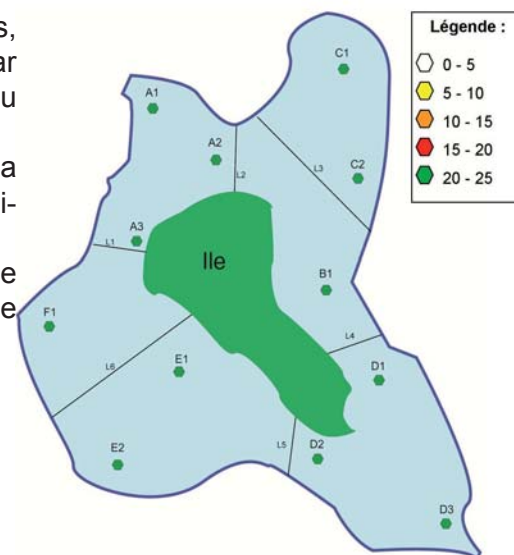 s,
ar
u
a
i-
e
e
Légende :
0 - 5
5 - 10
10 - 15
15 - 20
20 - 25
C1
A1
A2
L2
L3
C2
A3
L1
Ile
B1
F1
L4
L6
E1
D1
L5
D2
E2
D3